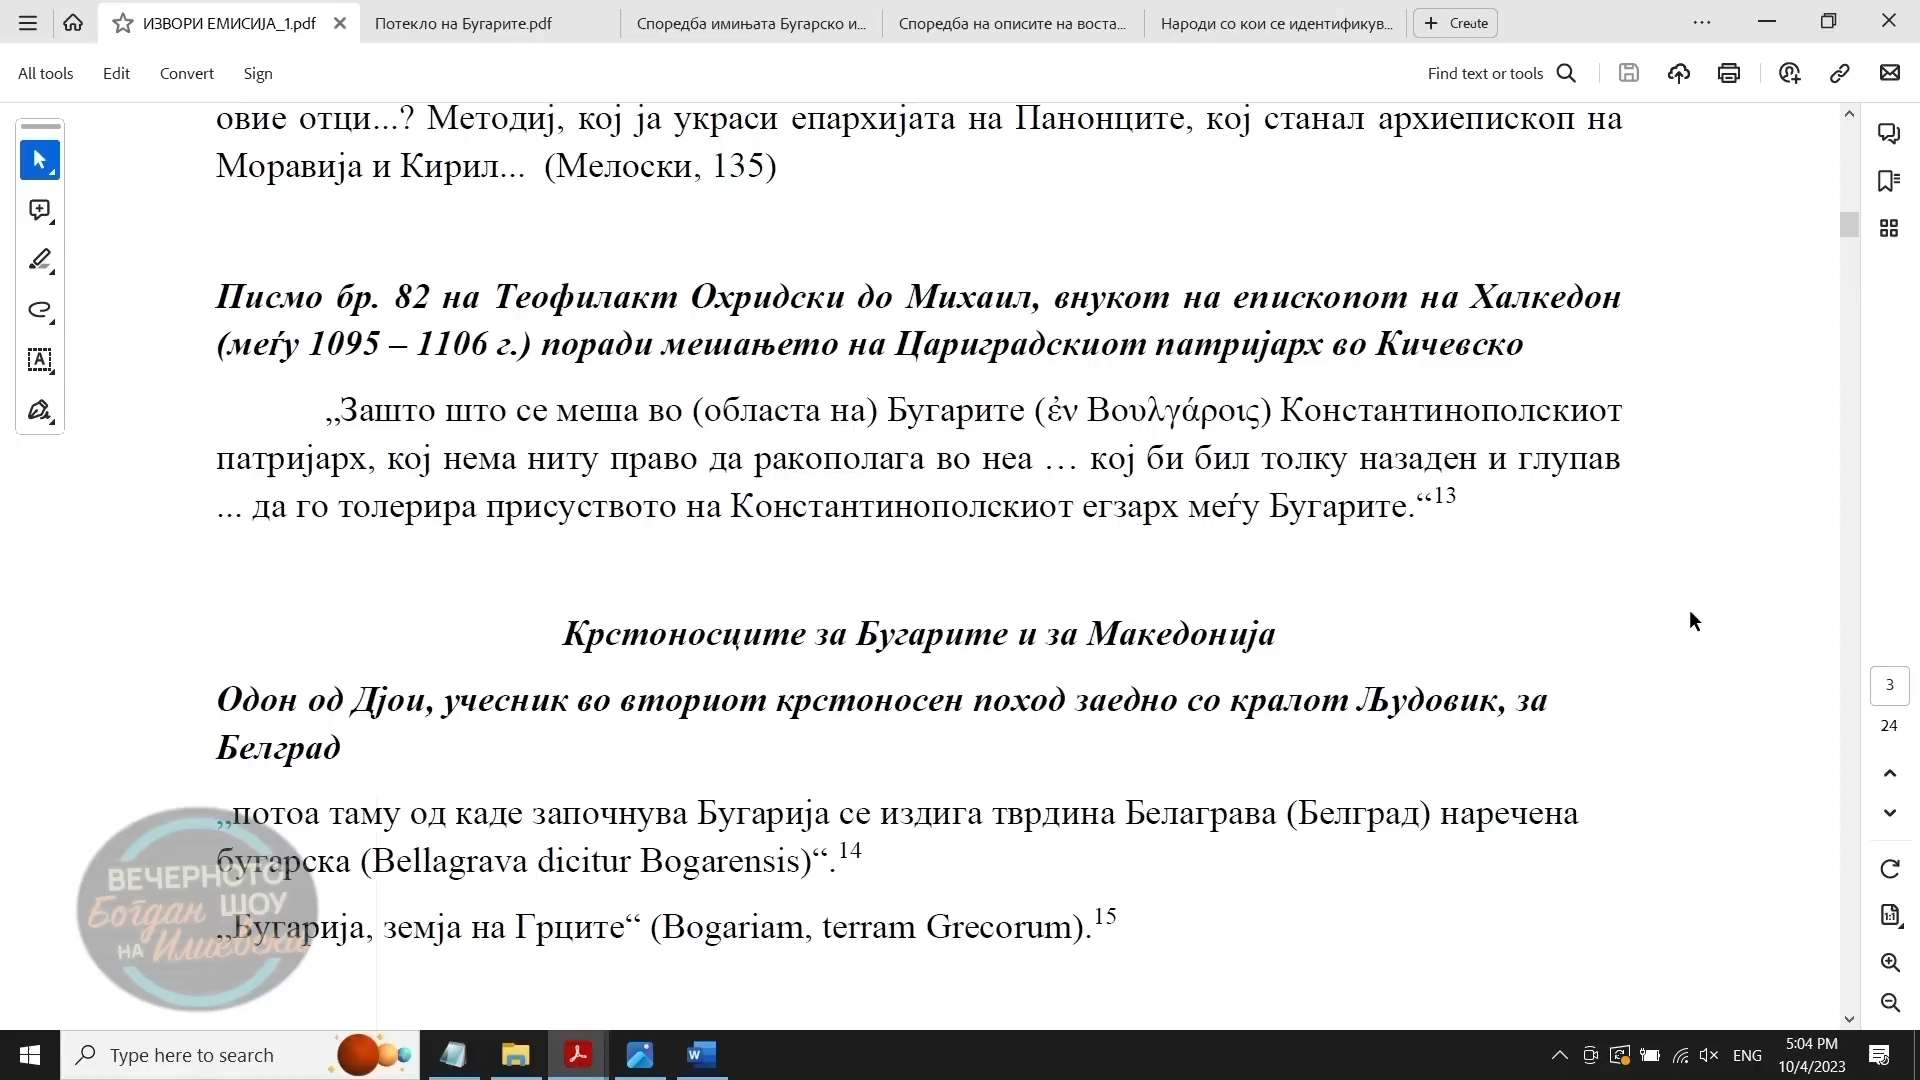 ИЗВОРИ ЕМИСИЈА_1.pdf
Потекло на Бугарите.pdf
Споредба имињата Бугарско и...
Споредба на описите на воста...
Народи со кои се идентификув...
Create
All tools
Edit
Convert
Sign
Find text or tools
овие отци...? Методиј, кој ја украси епархијата на Панонците, кој станал архиепископ на
Моравија и Кирил... (Мелоски, 135)
Писмо бр. 82 на Теофилакт Охридски до Михаил, внукот на епископот на Халкедон
(меѓу 1095 – 1106 г.) поради мешањето на Цариградскиот патријарх во Кичевско
„Зашто што се меша во (областа на) Бугарите (ἐν Βουλγάροις) Константинополскиот
патријарх, кој нема ниту право да ракополага во неа … кој би бил толку назаден и глупав
... да го толерира присуството на Константинополскиот егзарх меѓу Бугарите.“13
Крстоносците за Бугарите и за Македонија
Одон од Дјои, учесник во вториот крстоносен поход заедно со кралот Људовик, за
Белград
„потоа таму од каде започнува Бугарија се издига тврдина Белаграва (Белград) наречена
бугарска (Bellagrava dicitur Bogarensis)“.14
„Бугарија, земја на Грците“ (Bogariam, terram Grecorum).15
ВЕЧЕРНОТО
ШОУ
Богдан
НА Илиевски
3
24
Type here to search
ENG
5:04 PM
10/4/2023